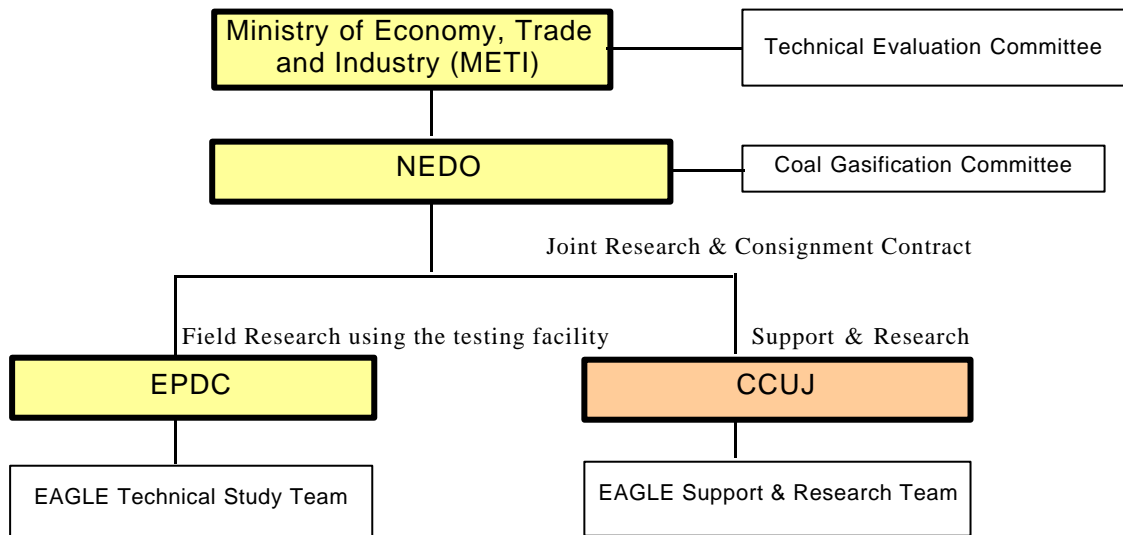 Ministry of Economy, Trade
and Industry (METI)
Technical Evaluation Committee
NEDO
Coal Gasification Committee
Joint Research & Consignment Contract
Field Research using the testing facility
Support & Research
EPDC
CCUJ
EAGLE Technical Study Team
EAGLE Support & Research Team